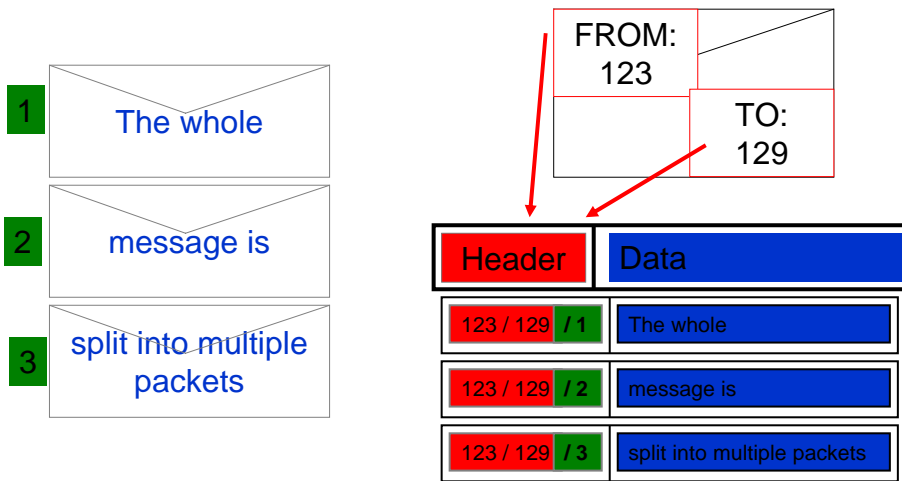 1
The whole
2
message is
3
split into multiple
packets
FROM:
123
TO:
129
Header Data
123 / 129 / 1 The whole
123 / 129 / 2 message is
123 / 129 / 3 split into multiple packets